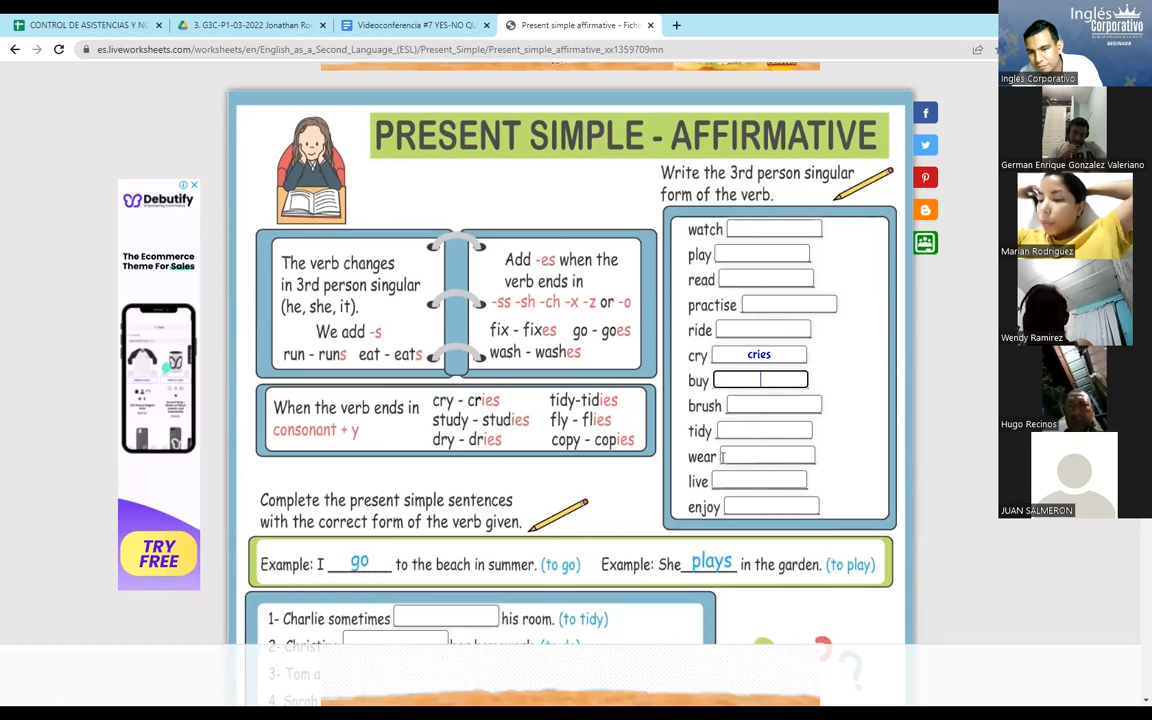 CONTROL DE ASISTENCIAS Y NO
3. G3C-P1-03-2022 Jonathan Ro
Videoconferencia #7 YES-NO QU
Present simple affirmative - Ficha
es.liveworksheets.com/worksheets/en/English_as_a_Second_Language_(ESL)/Present_Simple/Present_simple_affirmative_xx1359709mn
Inglés
Corporativo
BEGINNER
Inglés Corporativo
German Enrique Gonzalez Valeriano
Marian Rodriguez
Wendy Ramirez
Hugo Recinos
JUAN SALMERON
Debutify
The Ecommerce
Theme For Sales
TRY
FREE
PRESENT SIMPLE - AFFIRMATIVE
Write the 3rd person singular
form of the verb.
The verb changes
in 3rd person singular
(he, she, it).
We add -s
run - runs eat - eats
Add -es when the
verb ends in
-ss -sh -ch -x -z or -o
fix - fixes go - goes
wash - washes
When the verb ends in
consonant + y
cry - cries tidy-tidies
study - studies fly - flies
dry - dries copy - copies
watch
play
read
practise
ride
cry cries
buy
brush
tidy
wear
live
enjoy
Complete the present simple sentences
with the correct form of the verb given.
Example: I go to the beach in summer. (to go) Example: She plays in the garden. (to play)
1- Charlie sometimes his room. (to tidy)
2- Christi
3- Tom a
4. Sarah